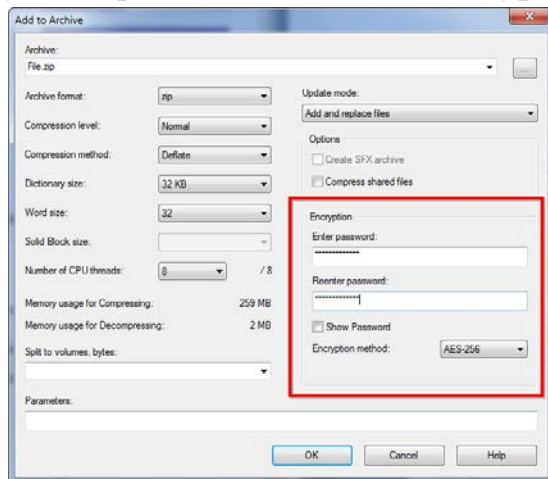 Add to Archive
Archive:
File.zip
...
Archive format: zip
Compression level: Normal
Compression method: Deflate
Dictionary size: 32 KB
Word size: 32
Solid Block size:
Number of CPU threads: 8 / 8
Memory usage for Compressing: 259 MB
Memory usage for Decompressing: 2 MB
Split to volumes, bytes:
Update mode:
Add and replace files
Options
Create SFX archive
Compress shared files
Encryption
Enter password:
*************
Reenter password:
*************
Show Password
Encryption method: AES-256
Parameters:
OK Cancel Help